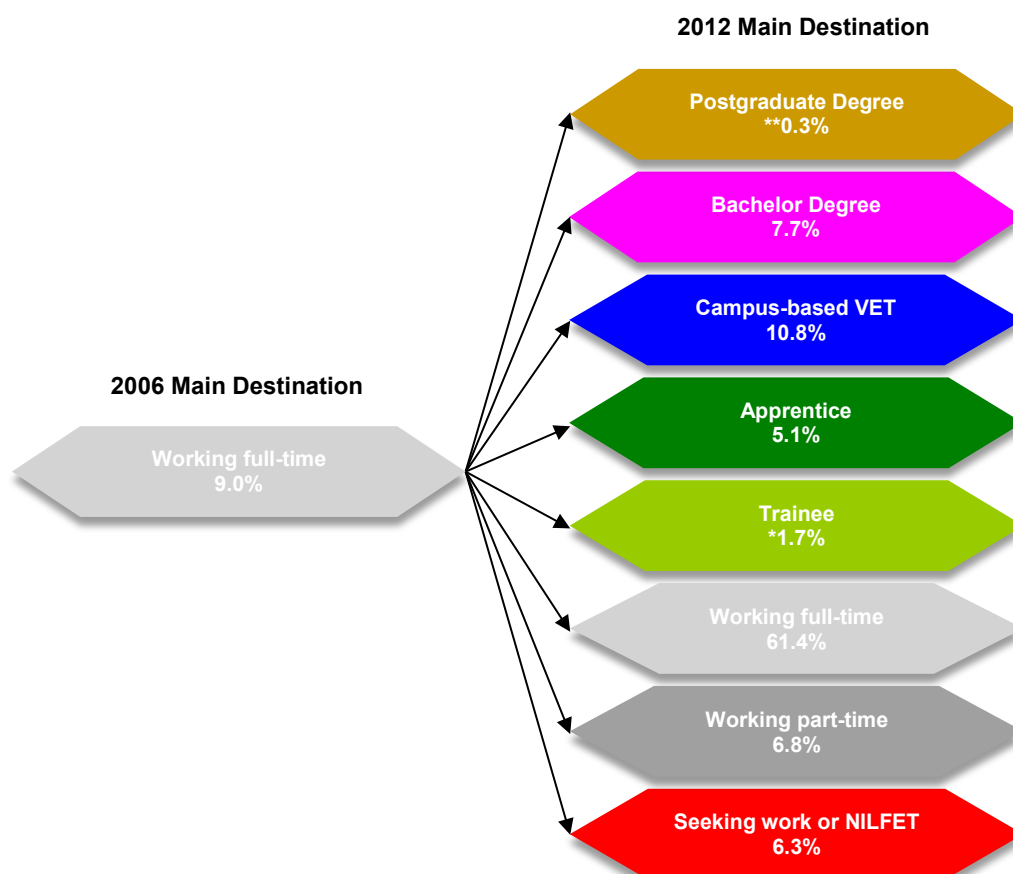 2012 Main Destination
Postgraduate Degree
**0.3%
Bachelor Degree
7.7%
Campus-based VET
10.8%
2006 Main Destination
Working full-time
9.0%
Apprentice
5.1%
Trainee
*1.7%
Working full-time
61.4%
Working part-time
6.8%
Seeking work or NILFET
6.3%